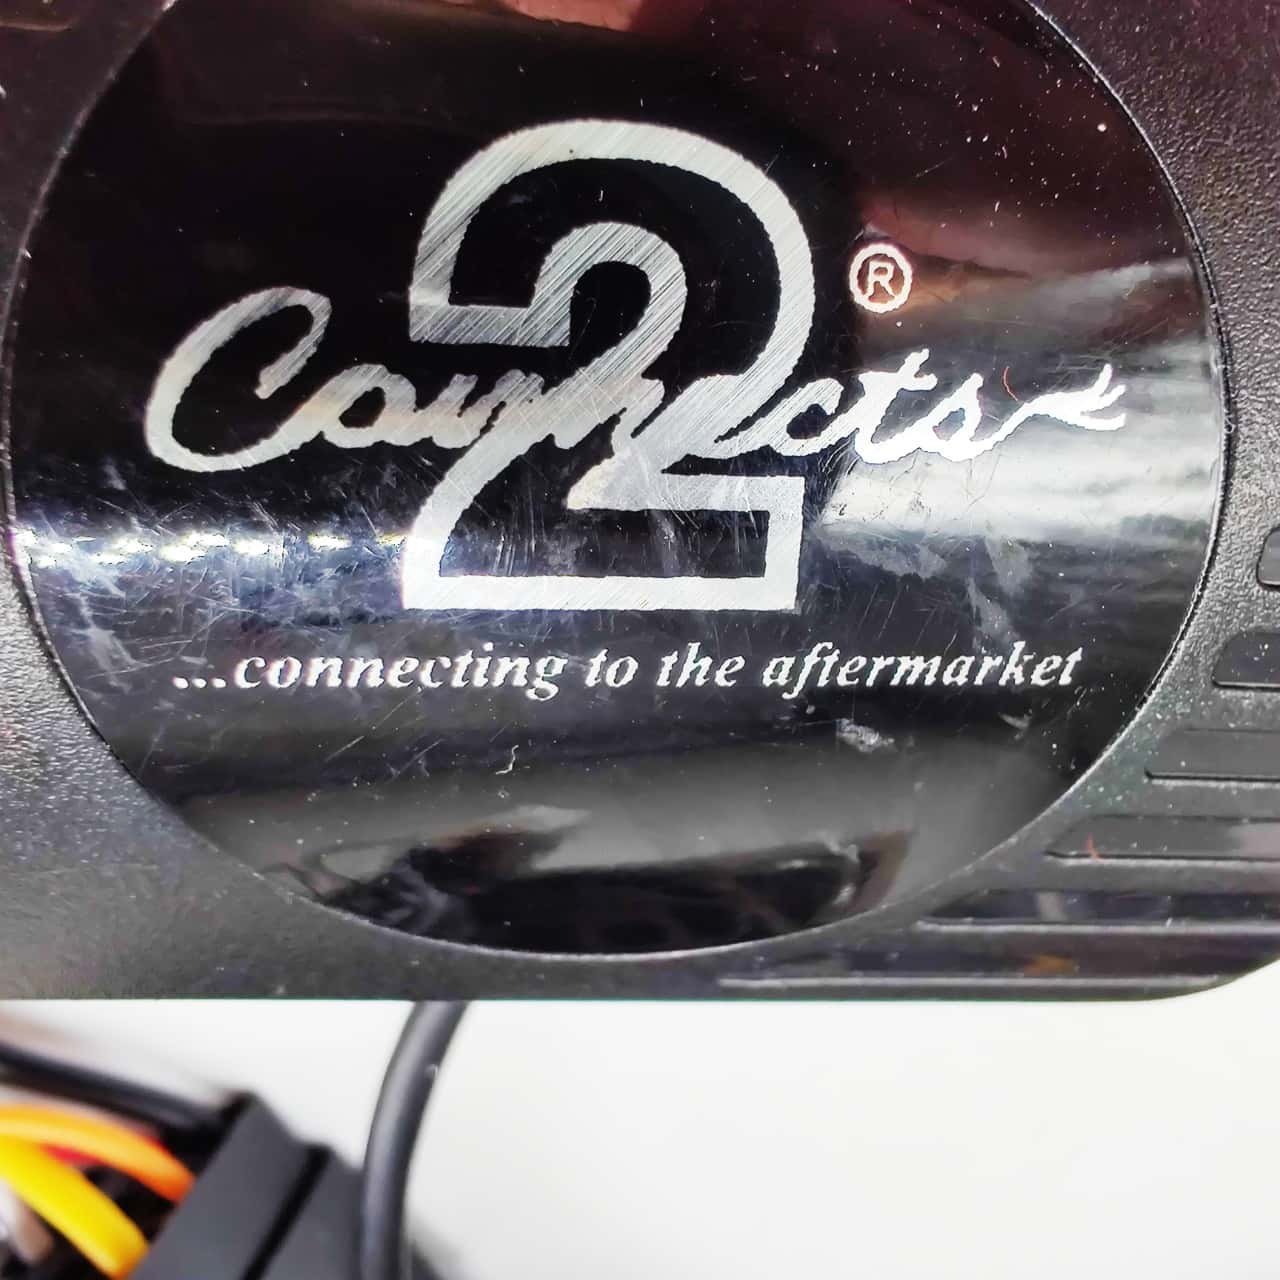 Connects2®
...connecting to the aftermarket